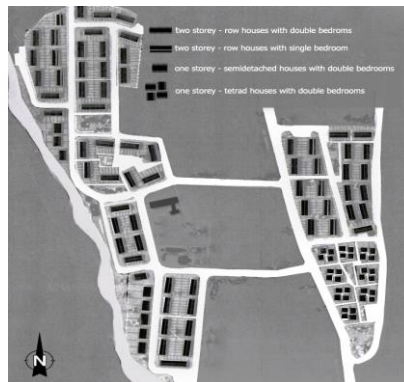 two storey - row houses with double bedroms
two storey - row houses with single bedroom
one storey - semidetached houses with double bedrooms
one storey - tetrad houses with double bedrooms
N